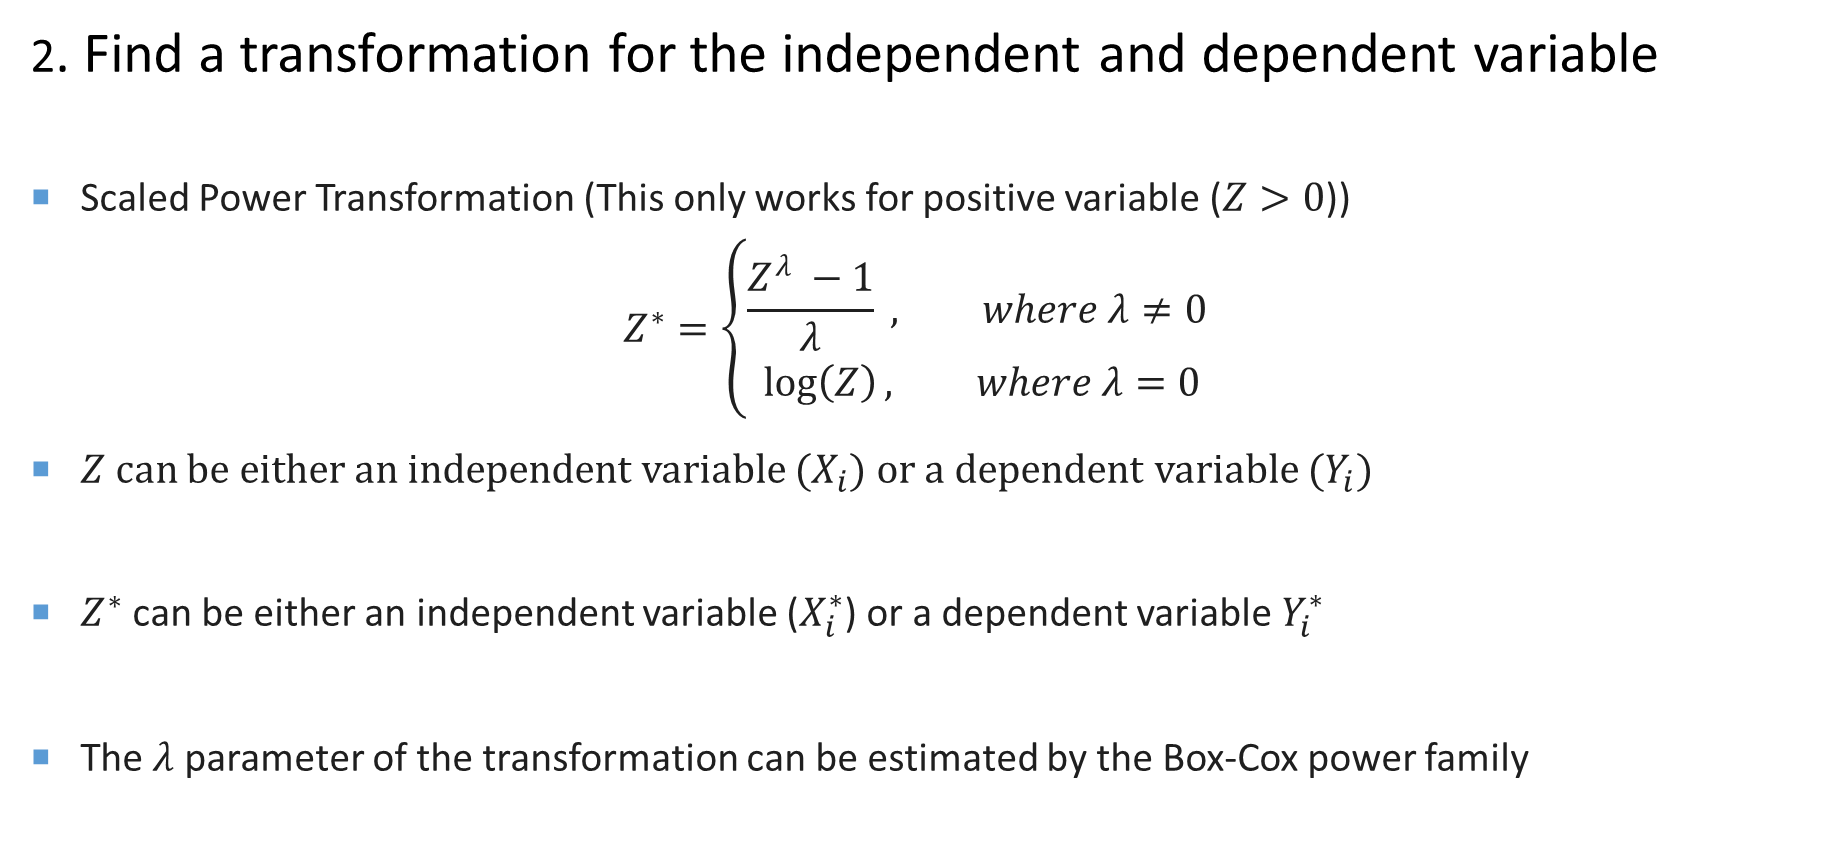 2. Find a transformation for the independent and dependent variable
▪ Scaled Power Transformation (This only works for positive variable (Z > 0))
Z* = { (Z^λ − 1)/λ , where λ ≠ 0
log(Z), where λ = 0
▪ Z can be either an independent variable (X_i) or a dependent variable (Y_i)
▪ Z* can be either an independent variable (X_i*) or a dependent variable Y_i*
▪ The λ parameter of the transformation can be estimated by the Box-Cox power family